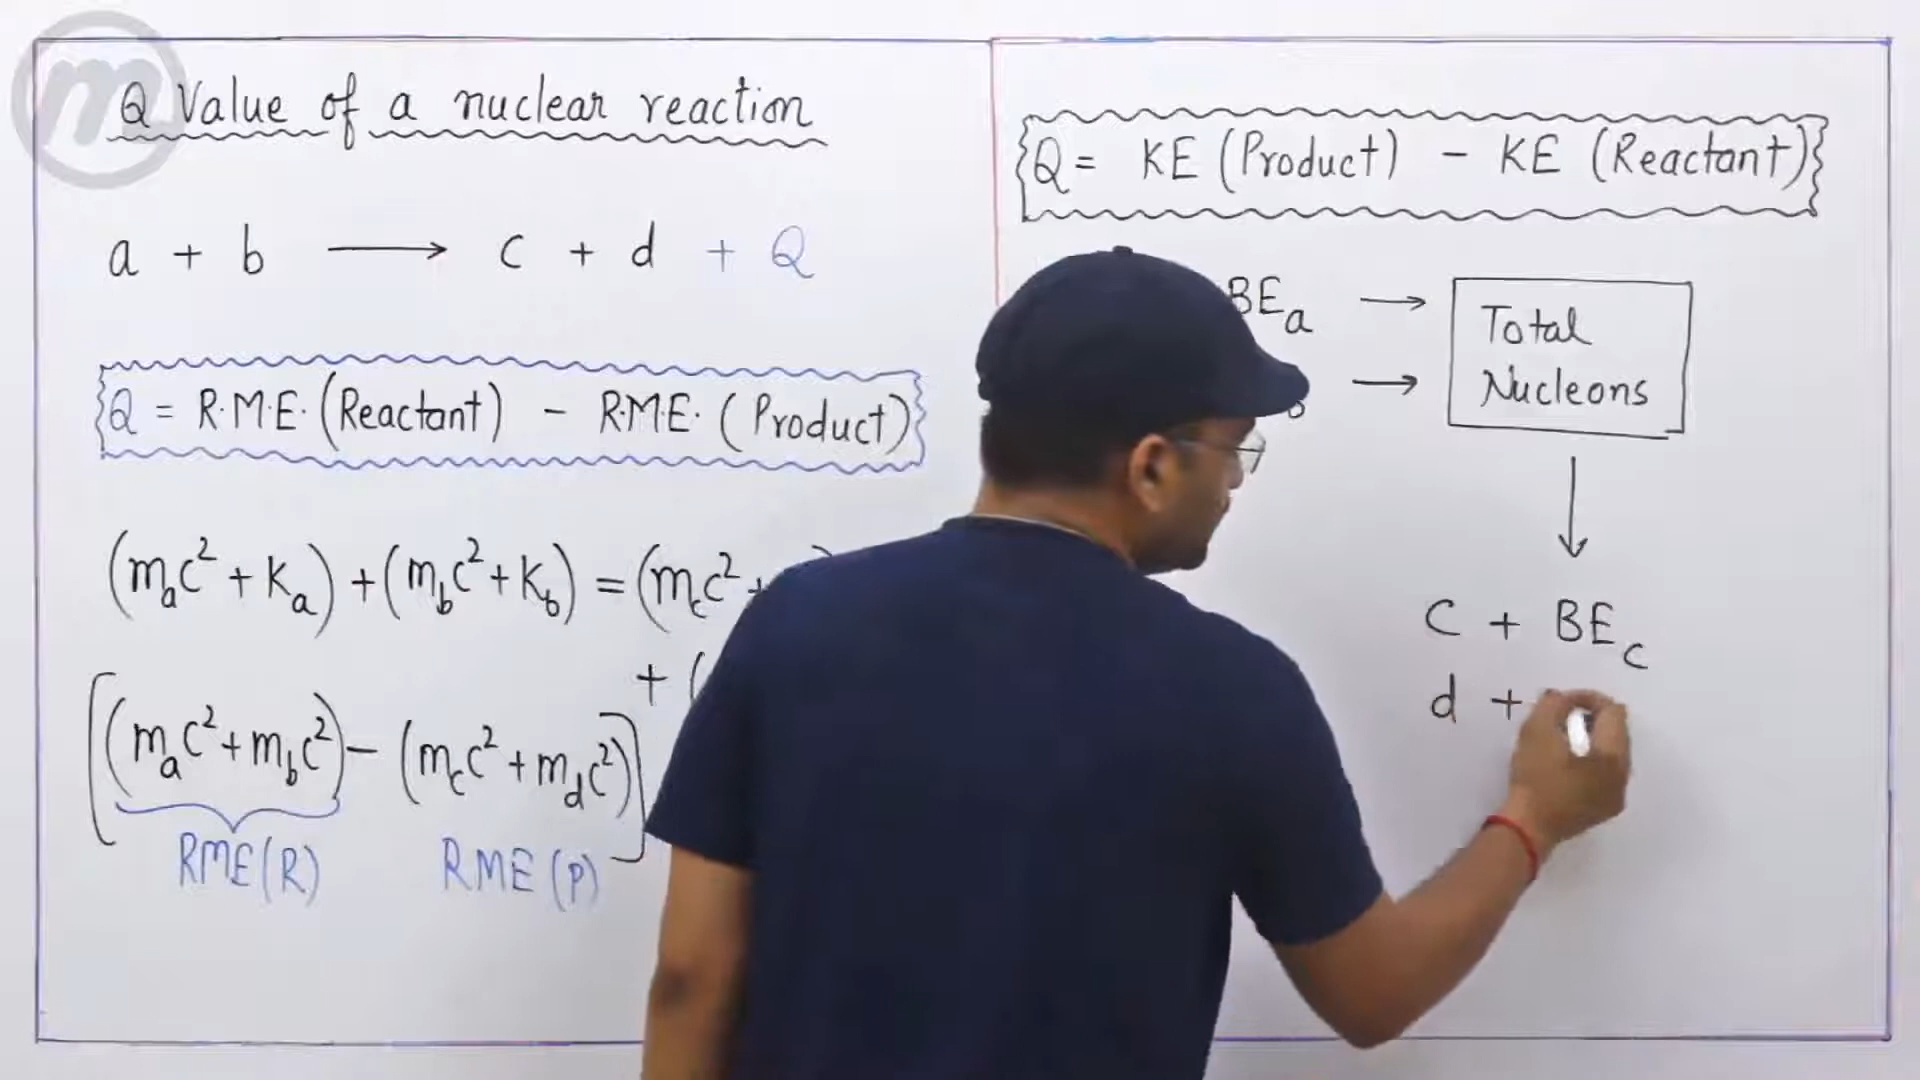 m
Q Value of a nuclear reaction
a + b ⟶ c + d + Q
Q = R.M.E. (Reactant) - R.M.E. (Product)
(m_a c² + K_a) + (m_b c² + K_b) = (m_c c² +
+ (
[(m_a c² + m_b c²) - (m_c c² + m_d c²)]
RME(R) RME(P)
Q = KE (Product) - KE (Reactant)
BE_a →
→
Total
Nucleons
↓
C + BE_c
d +